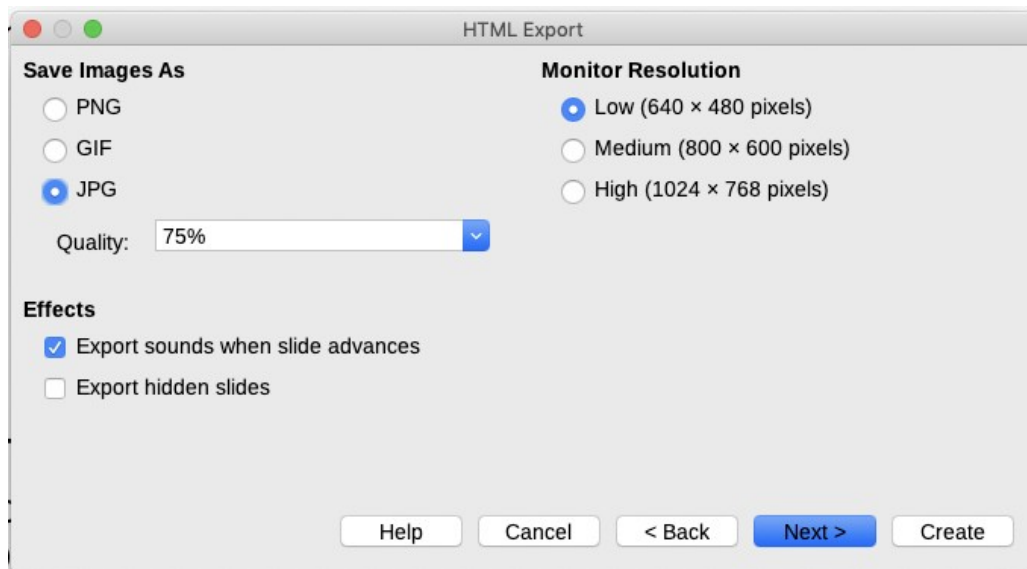 HTML Export
Save Images As
PNG
GIF
JPG
Quality: 75%
Monitor Resolution
Low (640 × 480 pixels)
Medium (800 × 600 pixels)
High (1024 × 768 pixels)
Effects
Export sounds when slide advances
Export hidden slides
Help Cancel < Back Next > Create